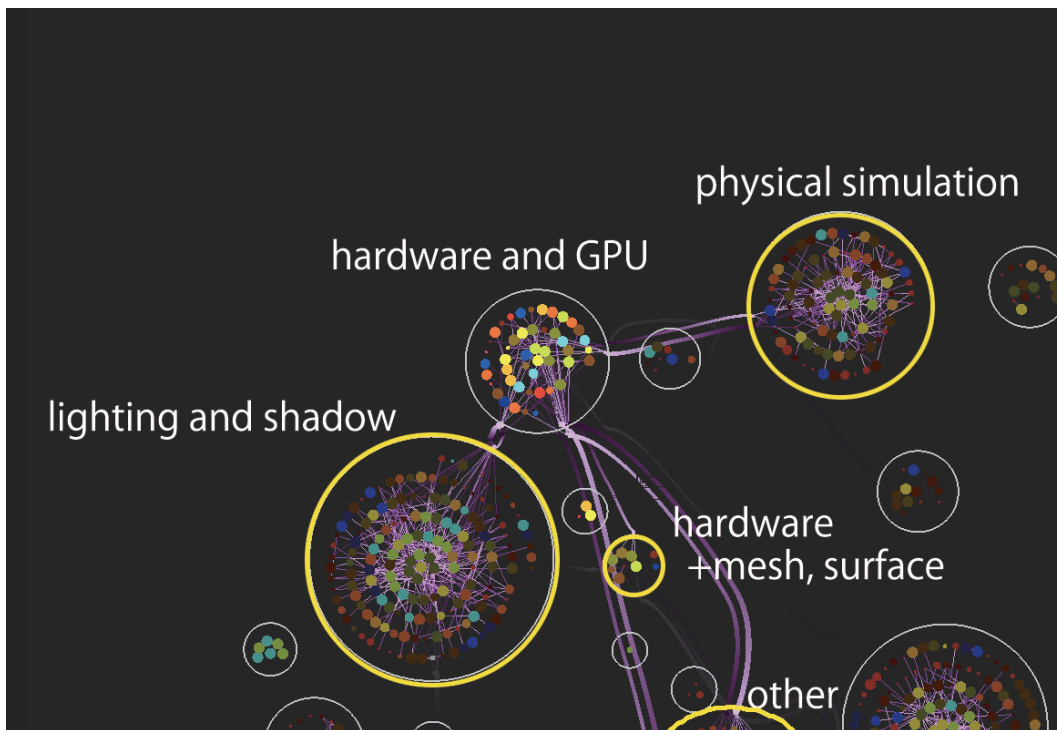 physical simulation
hardware and GPU
lighting and shadow
hardware
+mesh, surface
other